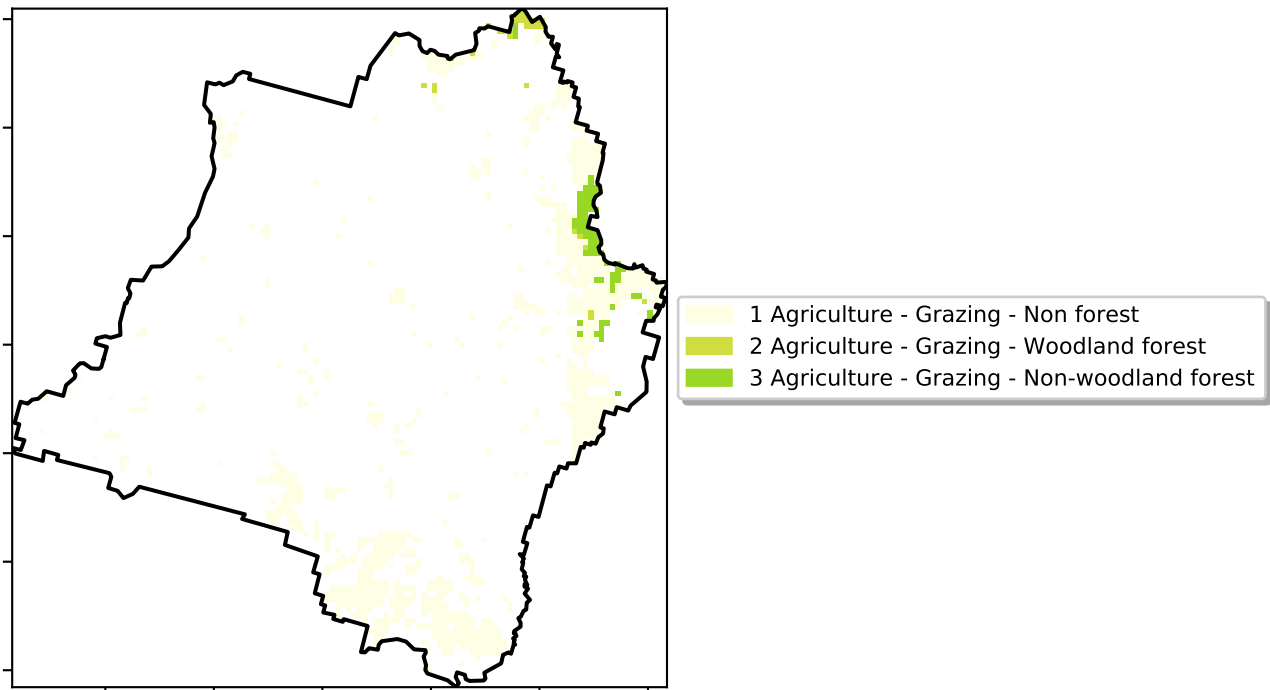 1 Agriculture - Grazing - Non forest
2 Agriculture - Grazing - Woodland forest
3 Agriculture - Grazing - Non-woodland forest